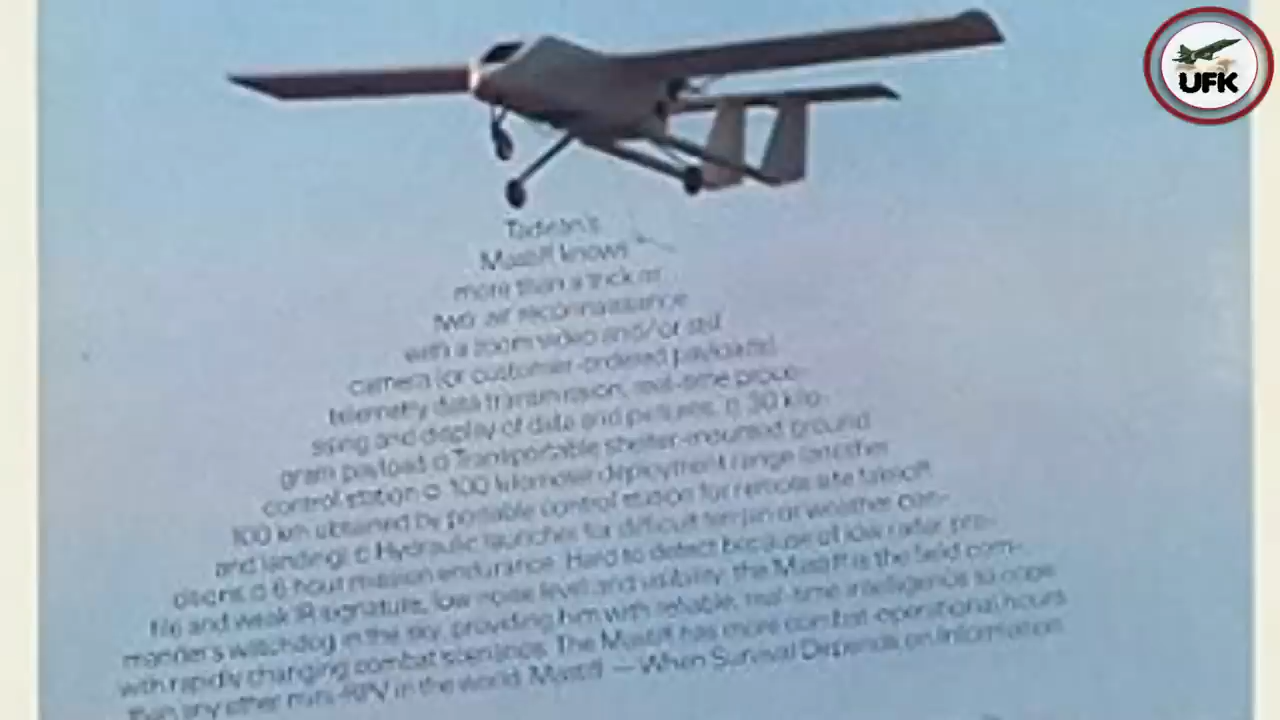 UFK
Tadiran's
Mastiff knows
more than a trick or
two: air reconnaissance
with a zoom video and/or still
camera (or customer-ordered payloads)
telemetry data transmission, real-time proce-
ssing and display of data and pictures. o 30 kilo-
gram payload o Transportable shelter-mounted ground
control station o 100 kilometer deployment range (another
100 km obtained by portable control station for remote site takeoff
and landing) o Hydraulic launcher for difficult terrain or weather con-
ditions o 6 hour mission endurance. Hard to detect because of low radar pro-
file and weak IR signature, low noise level and visibility, the Mastiff is the field com-
mander's watchdog in the sky, providing him with reliable, real-time intelligence to cope
with rapidly changing combat scenarios. The Mastiff has more combat-operational hours
than any other mini-RPV in the world. Mastiff — When Survival Depends on Information